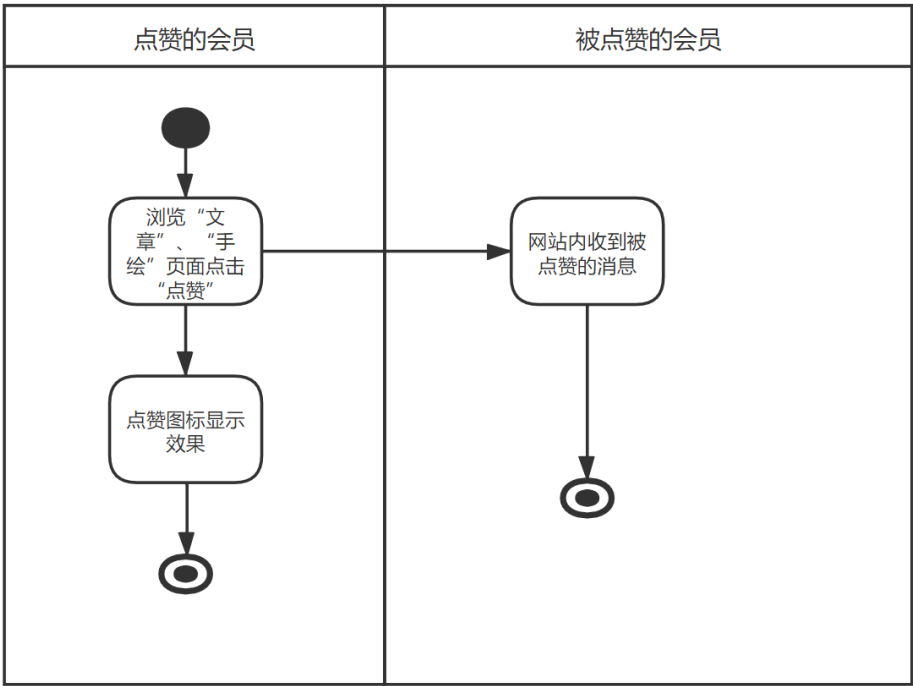 点赞的会员
被点赞的会员
浏览“文
章”、“手
绘”页面点击
“点赞”
网站内收到被
点赞的消息
点赞图标显示
效果